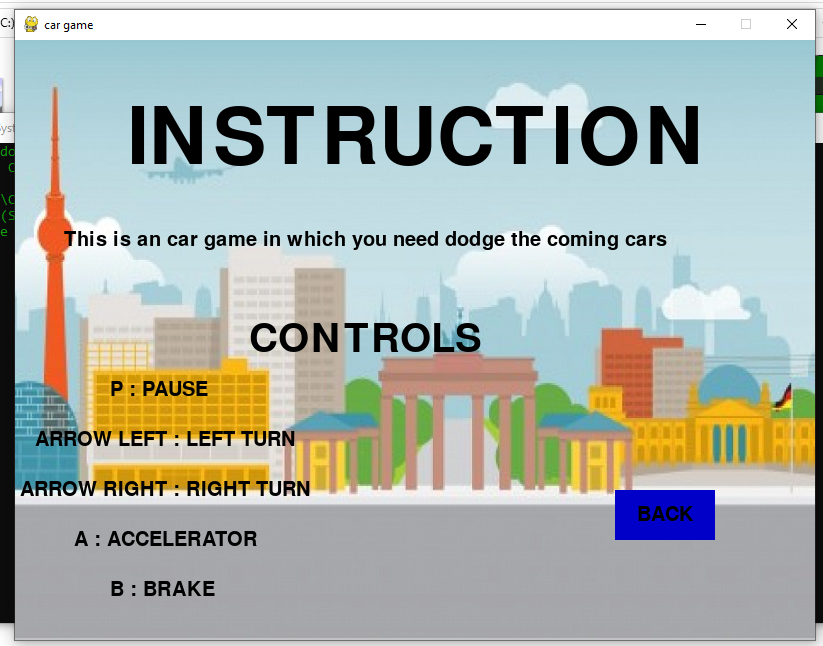 C:)
car game
INSTRUCTION
This is an car game in which you need dodge the coming cars
CONTROLS
P : PAUSE
ARROW LEFT : LEFT TURN
ARROW RIGHT : RIGHT TURN
BACK
A : ACCELERATOR
B : BRAKE